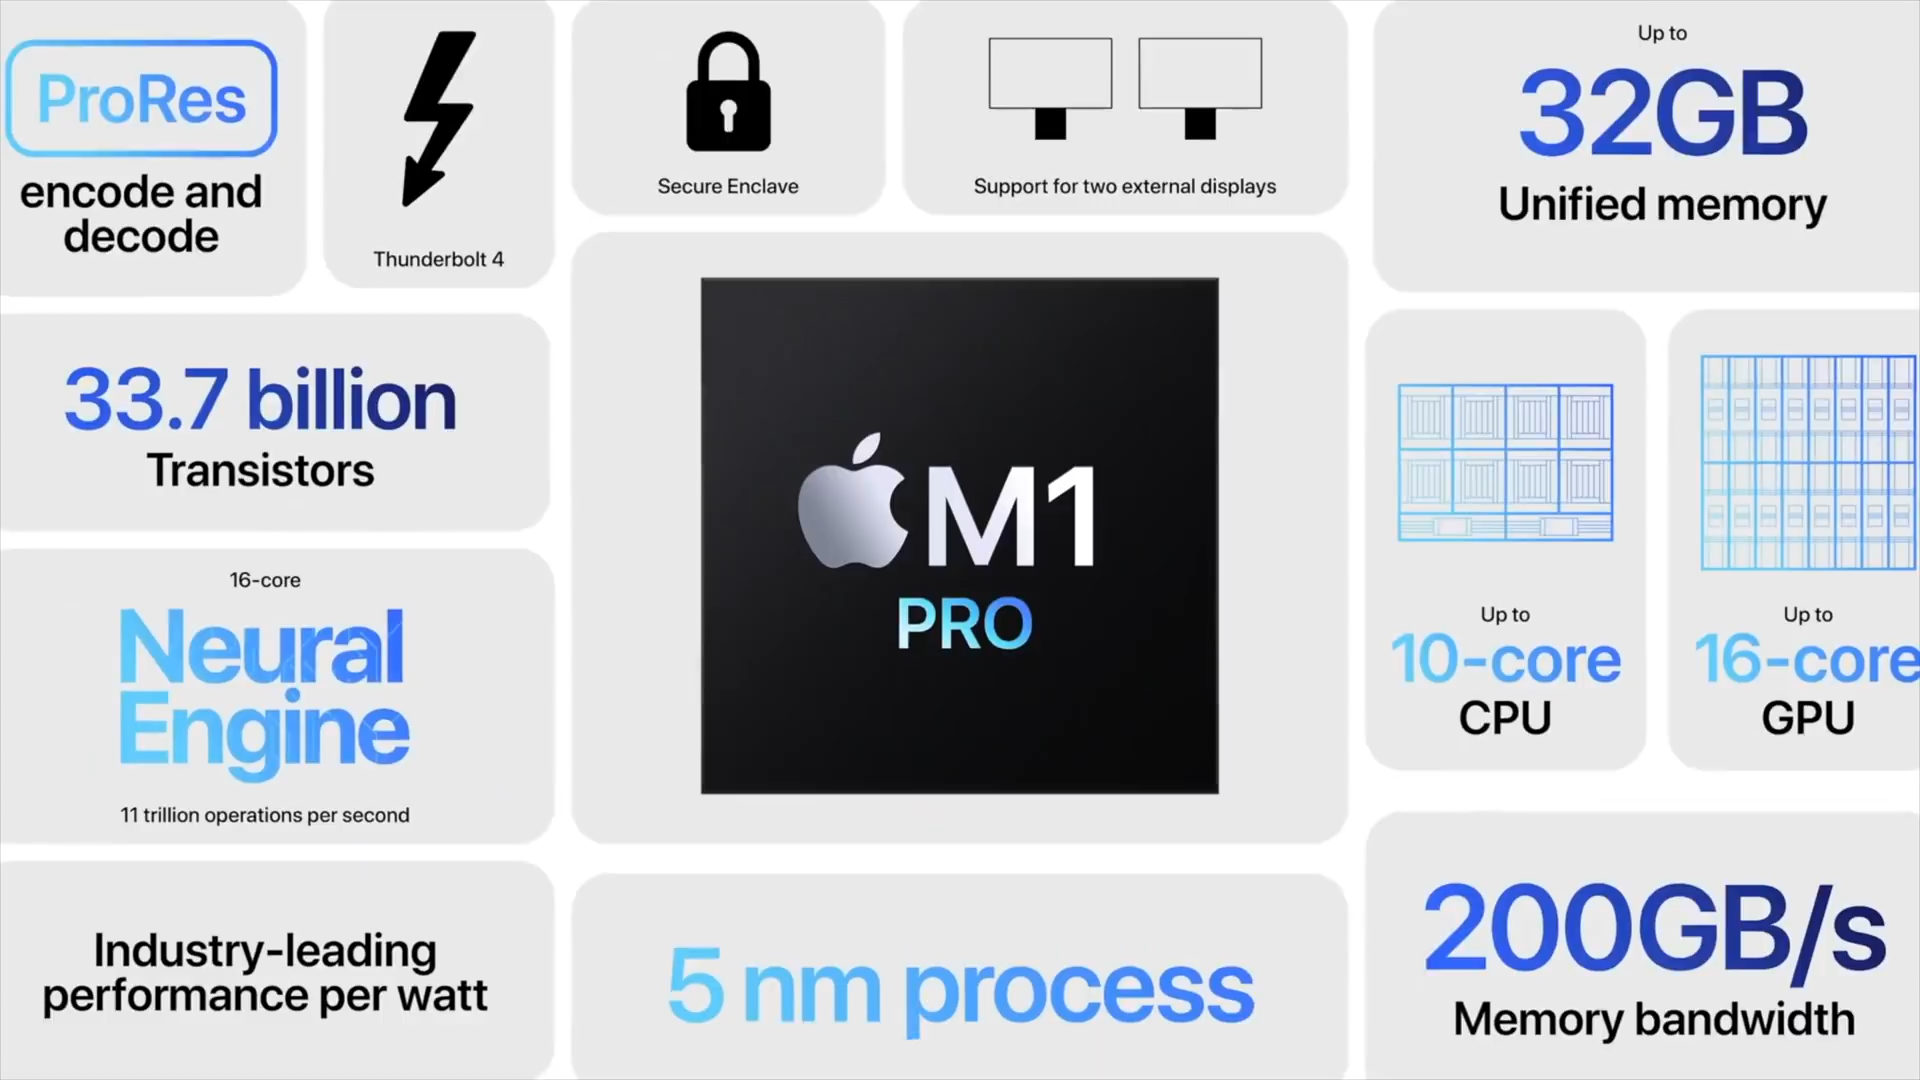 ProRes
encode and
decode
Thunderbolt 4
Secure Enclave
Support for two external displays
Up to
32GB
Unified memory
33.7 billion
Transistors
M1
PRO
Up to
10-core
CPU
Up to
16-core
GPU
16-core
Neural
Engine
11 trillion operations per second
Industry-leading
performance per watt
5 nm process
200GB/s
Memory bandwidth